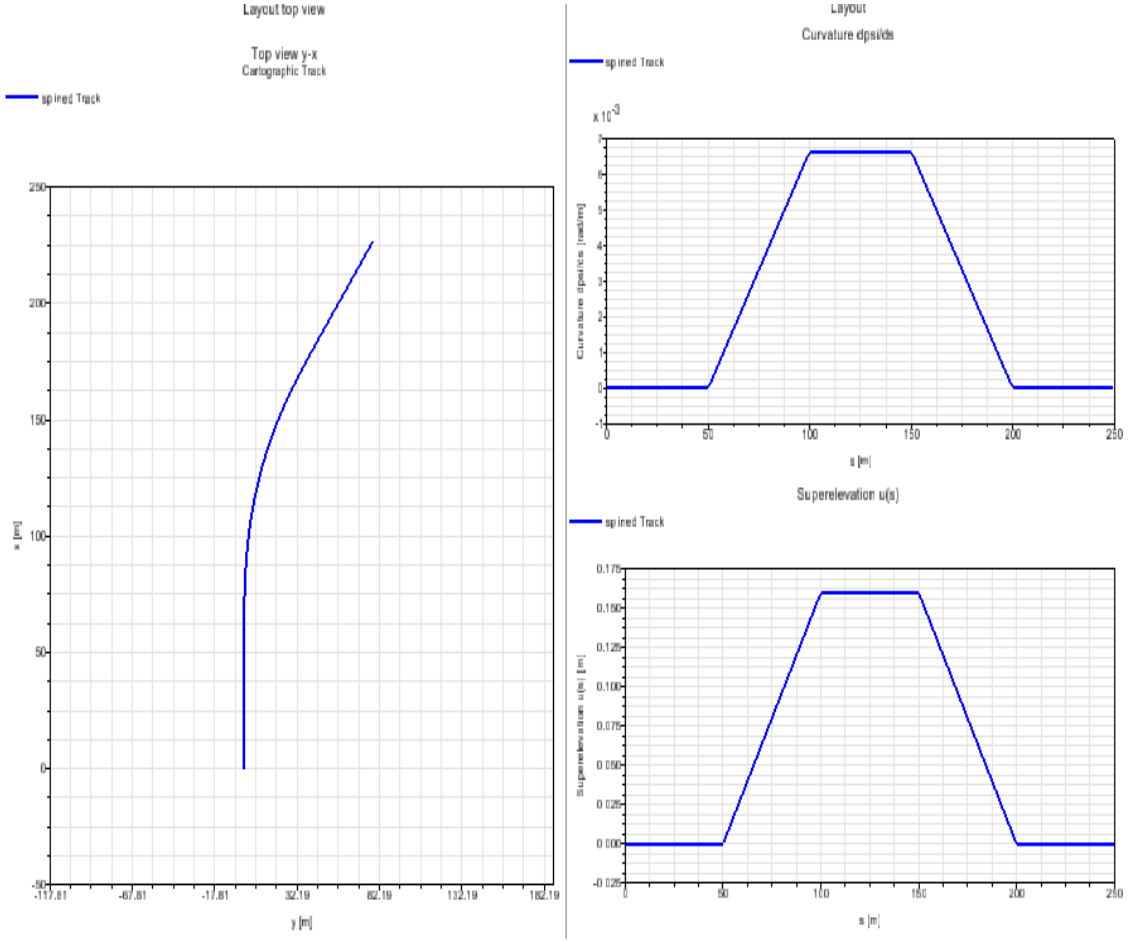 Layout top view
Top view y-x
Cartographic Track
spined Track
250
200
150
100
50
0
-50
x [m]
-117.81 -67.81 -17.81 32.19 82.19 132.19 182.19
y [m]
Layout
Curvature dpsi/ds
spined Track
x 10-3
7
6
5
4
3
2
1
0
-1
Curvature dpsi/ds [rad/m]
0 50 100 150 200 250
s [m]
Superelevation u(s)
spined Track
0.175
0.150
0.125
0.100
0.075
0.050
0.025
0.000
-0.025
Superelevation u(s) [m]
0 50 100 150 200 250
s [m]